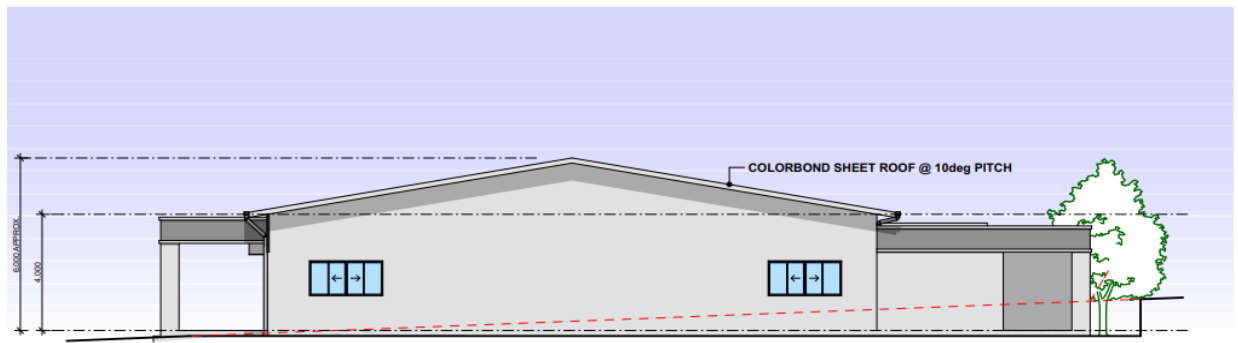 COLORBOND SHEET ROOF @ 10deg PITCH
6,000 APPROX
4,000